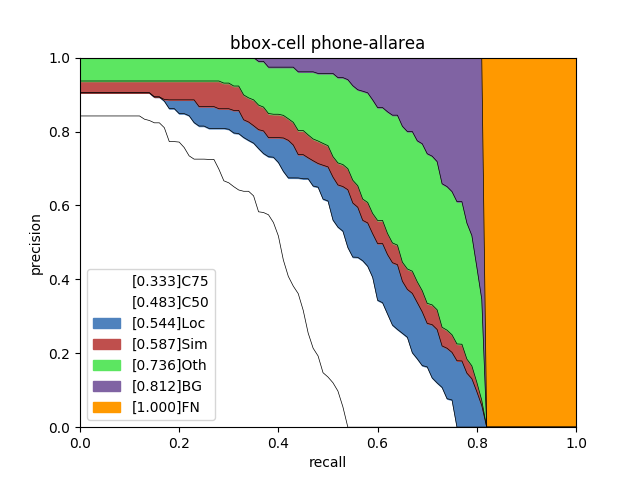 bbox-cell phone-allarea
1.0
0.8
0.6
0.4
0.2
0.0
precision
[0.333]C75
[0.483]C50
[0.544]Loc
[0.587]Sim
[0.736]Oth
[0.812]BG
[1.000]FN
0.0 0.2 0.4 0.6 0.8 1.0
recall